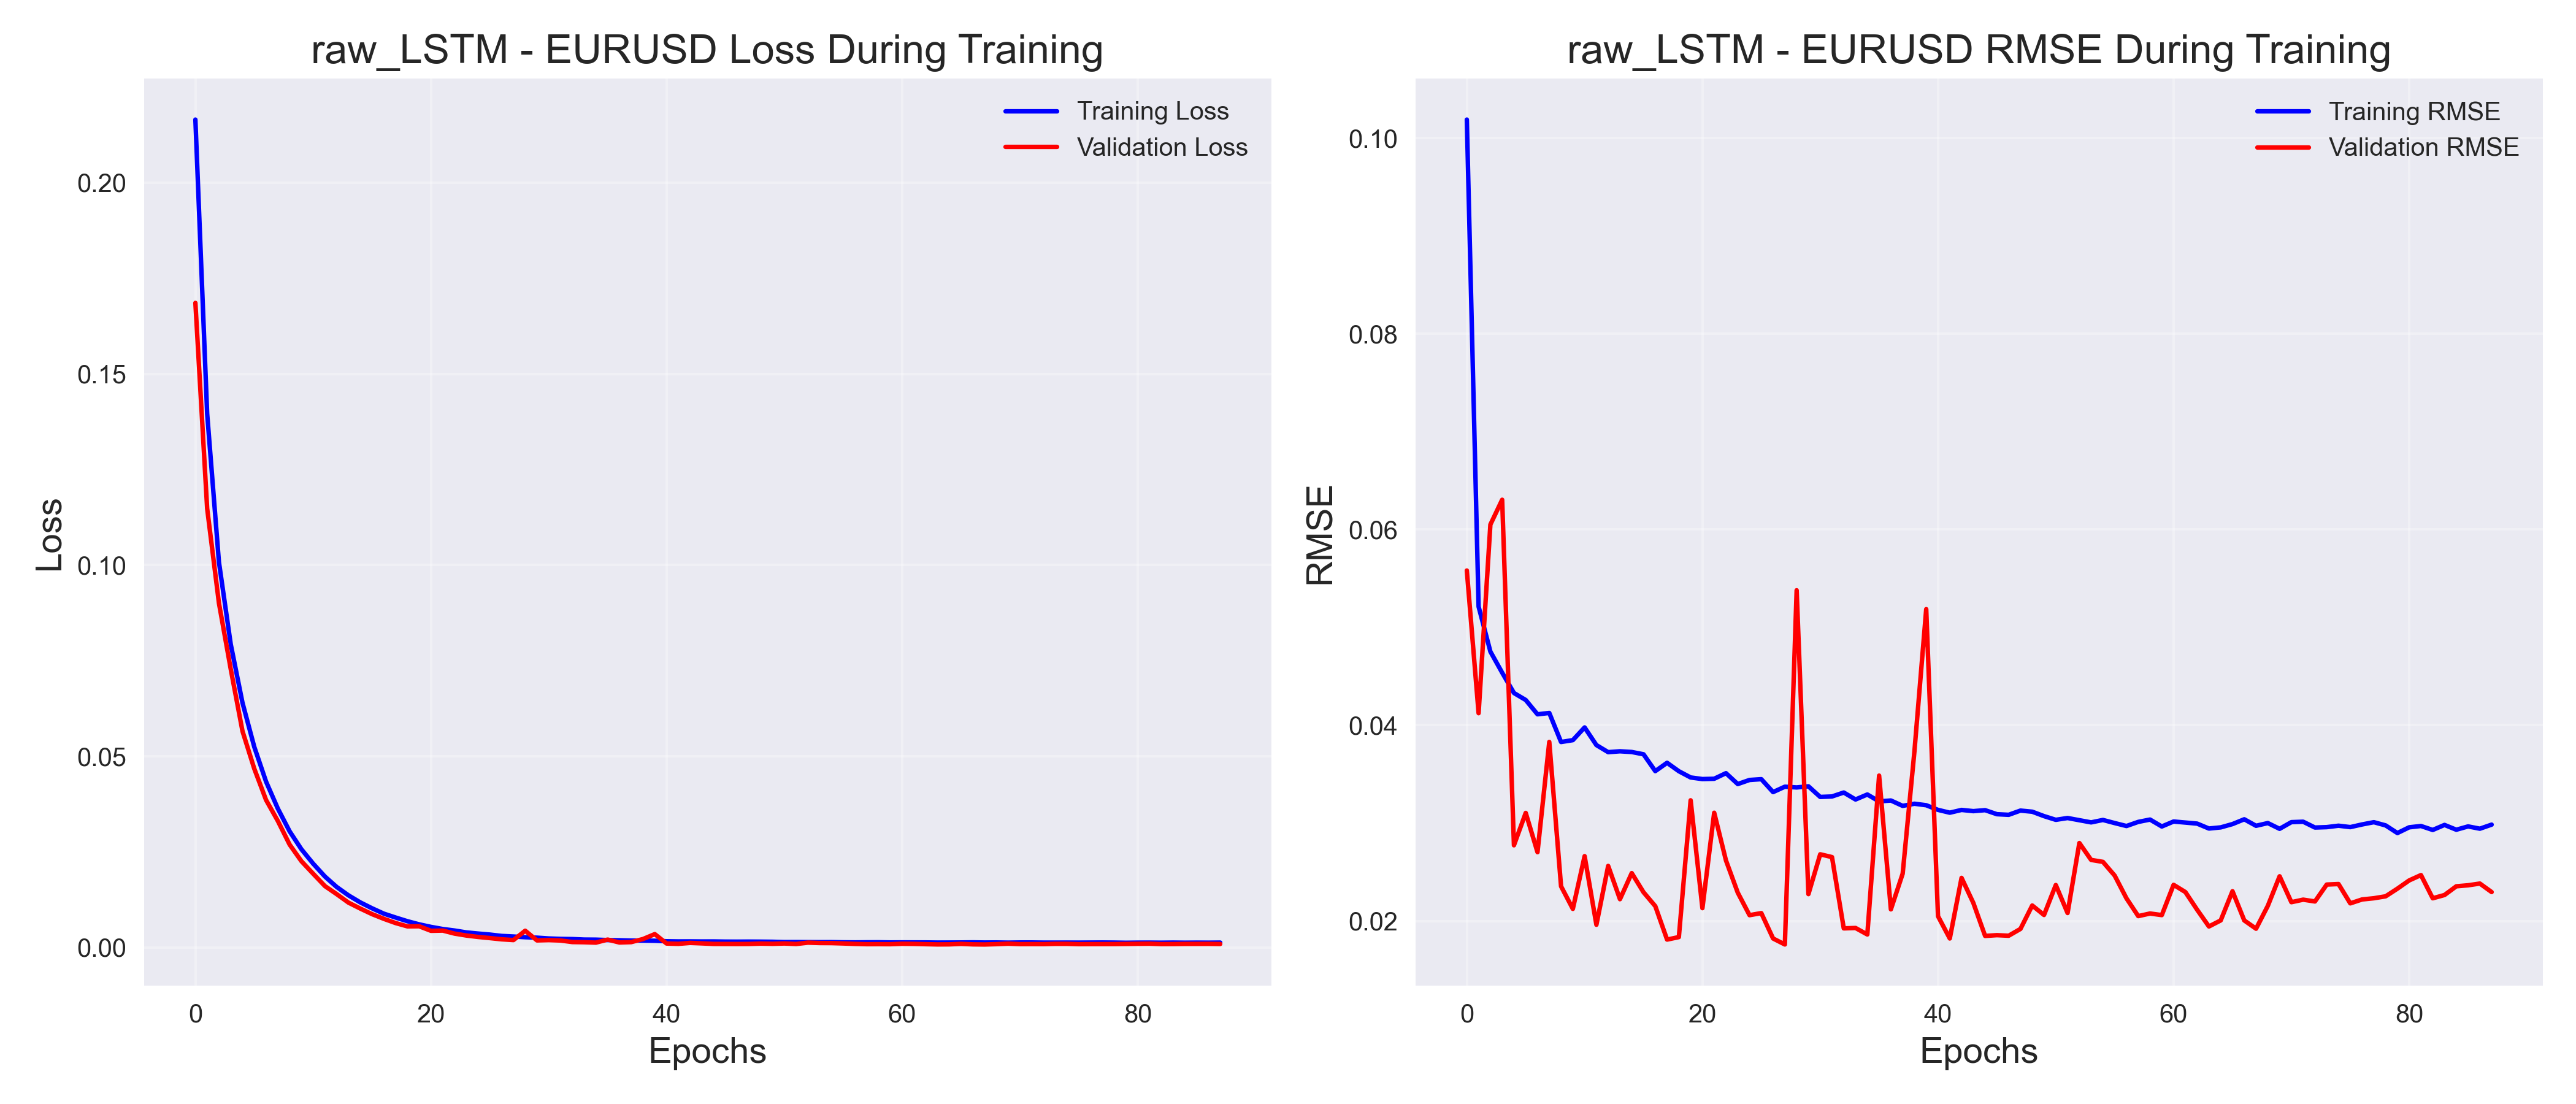 raw_LSTM - EURUSD Loss During Training
Training Loss
Validation Loss
0.20
0.15
0.10
0.05
0.00
Loss
0
20
40
60
80
Epochs
raw_LSTM - EURUSD RMSE During Training
Training RMSE
Validation RMSE
0.10
0.08
0.06
0.04
0.02
RMSE
0
20
40
60
80
Epochs